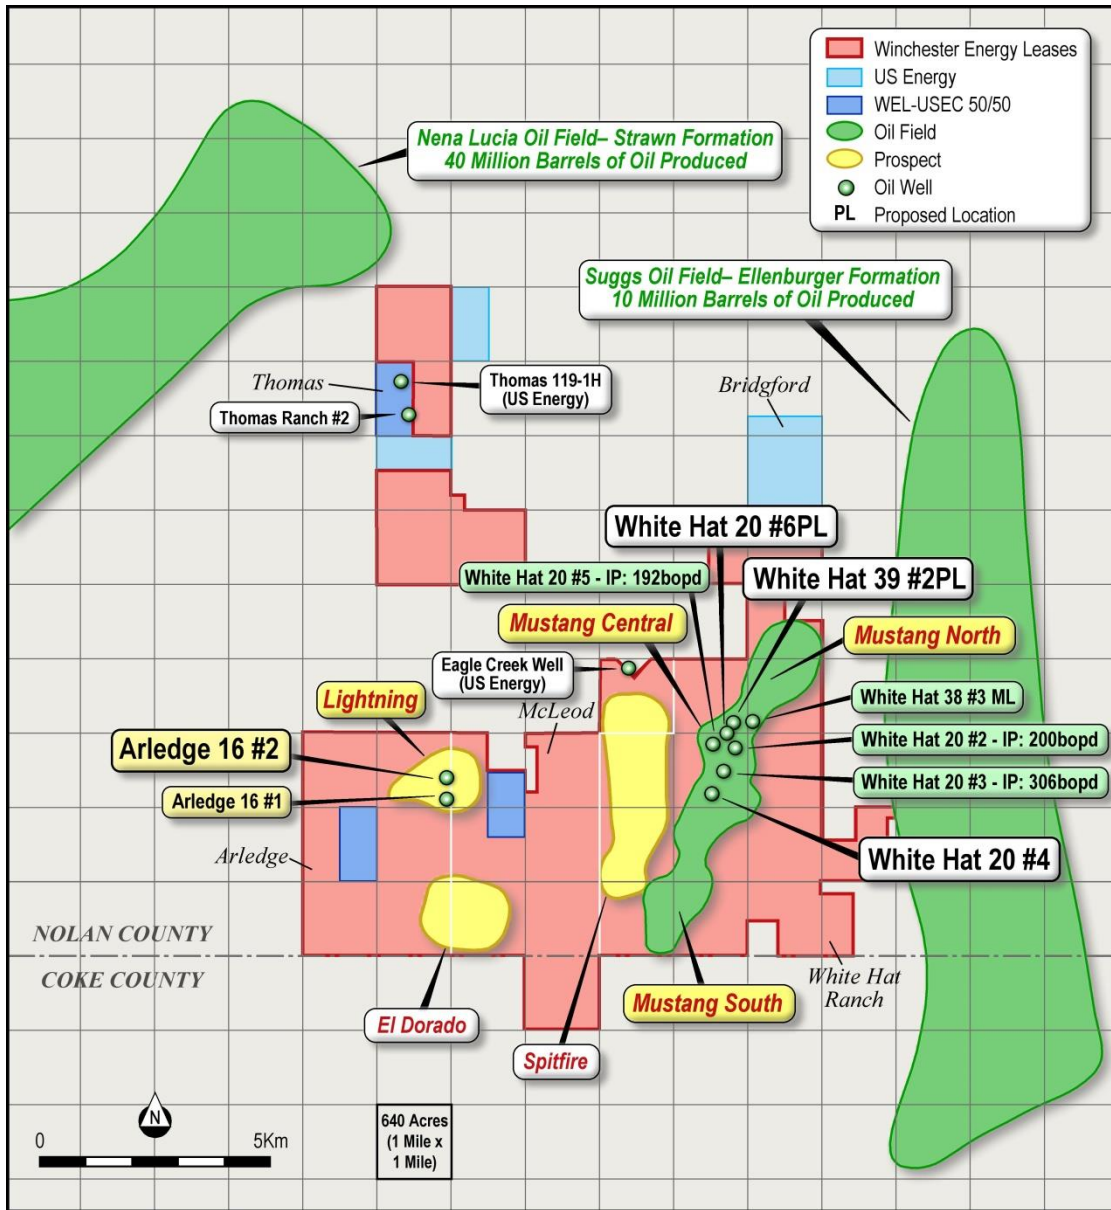 Winchester Energy Leases
US Energy
WEL-USEC 50/50
Oil Field
Prospect
Oil Well
PL Proposed Location
Nena Lucia Oil Field– Strawn Formation
40 Million Barrels of Oil Produced
Suggs Oil Field– Ellenburger Formation
10 Million Barrels of Oil Produced
Thomas
Thomas 119-1H
(US Energy)
Thomas Ranch #2
Bridgford
White Hat 20 #6PL
White Hat 20 #5 - IP: 192bopd
White Hat 39 #2PL
Mustang Central
Mustang North
Eagle Creek Well
(US Energy)
Lightning
McLeod
White Hat 38 #3 ML
Arledge 16 #2
White Hat 20 #2 - IP: 200bopd
White Hat 20 #3 - IP: 306bopd
Arledge 16 #1
Arledge
White Hat 20 #4
NOLAN COUNTY
COKE COUNTY
White Hat
Ranch
Mustang South
El Dorado
Spitfire
N
0 5Km
640 Acres
(1 Mile x
1 Mile)